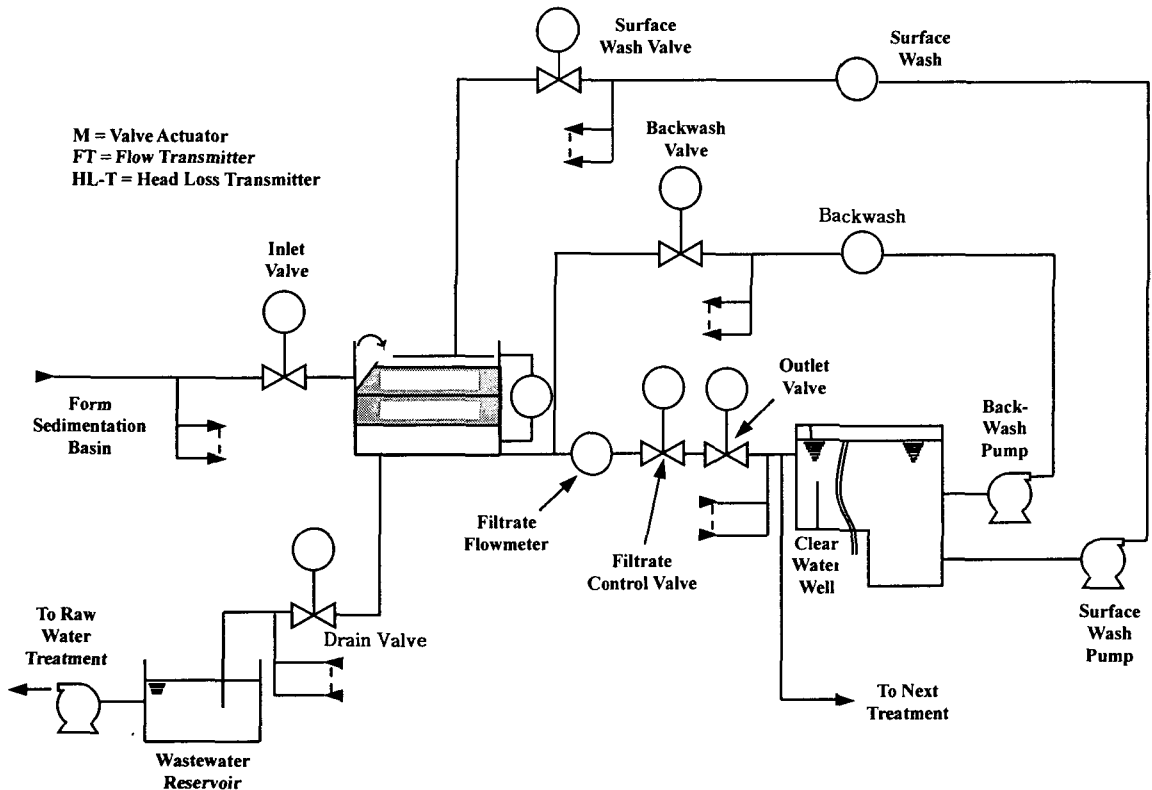 Surface
Wash Valve
Surface
Wash
M = Valve Actuator
FT = Flow Transmitter
HL-T = Head Loss Transmitter
Backwash
Valve
Backwash
Inlet
Valve
Outlet
Valve
Form
Sedimentation
Basin
Back-
Wash
Pump
Filtrate
Flowmeter
Filtrate
Control Valve
Clear
Water
Well
To Raw
Water
Treatment
Drain Valve
Surface
Wash
Pump
To Next
Treatment
Wastewater
Reservoir